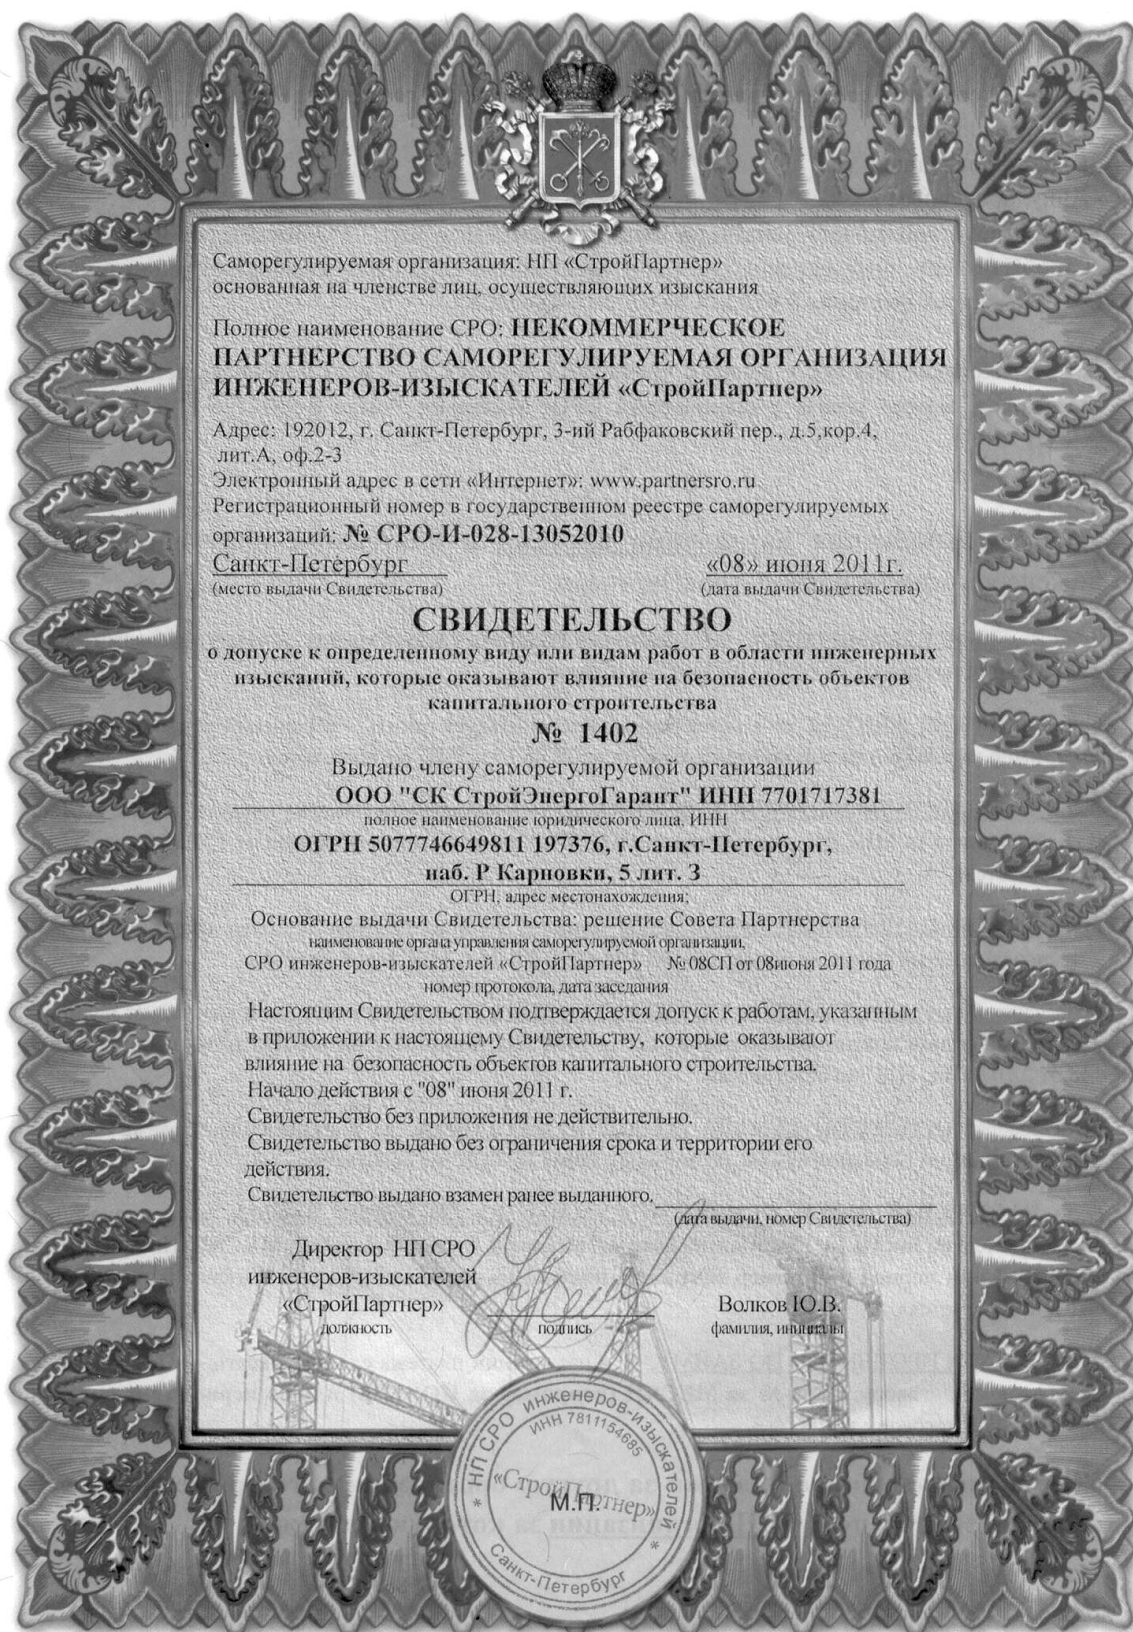 Саморегулируемая организация: НП «СтройПартнер»
основанная на членстве лиц, осуществляющих изыскания
Полное наименование СРО: НЕКОММЕРЧЕСКОЕ
ПАРТНЕРСТВО САМОРЕГУЛИРУЕМАЯ ОРГАНИЗАЦИЯ
ИНЖЕНЕРОВ-ИЗЫСКАТЕЛЕЙ «СтройПартнер»
Адрес: 192012, г. Санкт-Петербург, 3-ий Рабфаковский пер., д.5,кор.4,
лит.А, оф.2-3
Электронный адрес в сети «Интернет»: www.partnersro.ru
Регистрационный номер в государственном реестре саморегулируемых
организаций: № СРО-И-028-13052010
Санкт-Петербург «08» июня 2011г.
(место выдачи Свидетельства) (дата выдачи Свидетельства)
СВИДЕТЕЛЬСТВО
о допуске к определенному виду или видам работ в области инженерных
изысканий, которые оказывают влияние на безопасность объектов
капитального строительства
№ 1402
Выдано члену саморегулируемой организации
ООО "СК СтройЭнергоГарант" ИНН 7701717381
полное наименование юридического лица, ИНН
ОГРН 5077746649811 197376, г.Санкт-Петербург,
наб. Р Карповки, 5 лит. З
ОГРН, адрес местонахождения;
Основание выдачи Свидетельства: решение Совета Партнерства
наименование органа управления саморегулируемой организации,
СРО инженеров-изыскателей «СтройПартнер» № 08СП от 08июня 2011 года
номер протокола, дата заседания
Настоящим Свидетельством подтверждается допуск к работам, указанным
в приложении к настоящему Свидетельству, которые оказывают
влияние на безопасность объектов капитального строительства.
Начало действия с "08" июня 2011 г.
Свидетельство без приложения не действительно.
Свидетельство выдано без ограничения срока и территории его
действия.
Свидетельство выдано взамен ранее выданного,
(дата выдачи, номер Свидетельства)
Директор НП СРО
инженеров-изыскателей
«СтройПартнер» Волков Ю.В.
должность подпись фамилия, инициалы
* НП СРО инженеров-изыскателей *
ИНН 7811154685
«СтройПартнер»
М.П.
Санкт-Петербург